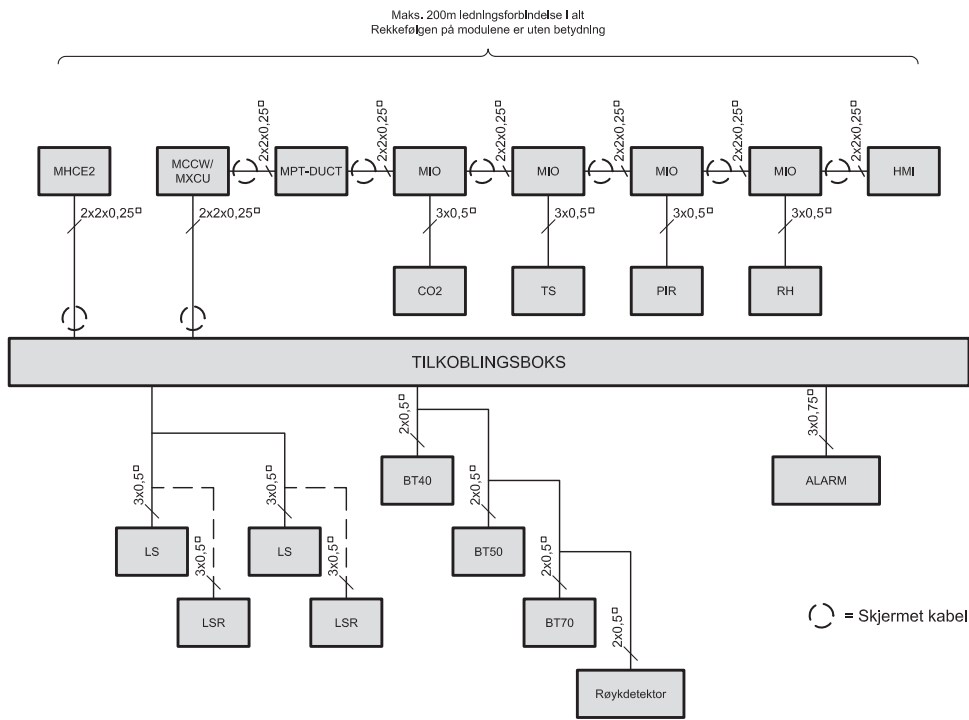 Maks. 200m ledningsforbindelse i alt
Rekkefølgen på modulene er uten betydning
2x2x0,25▫
2x2x0,25▫
2x2x0,25▫
2x2x0,25▫
2x2x0,25▫
2x2x0,25▫
MHCE2
MCCW/
MXCU
MPT-DUCT
MIO
MIO
MIO
MIO
HMI
2x2x0,25▫
2x2x0,25▫
3x0,5▫
3x0,5▫
3x0,5▫
3x0,5▫
CO2
TS
PIR
RH
TILKOBLINGSBOKS
2x0,5▫
3x0,75▫
BT40
ALARM
3x0,5▫
3x0,5▫
2x0,5▫
LS
LS
BT50
3x0,5▫
3x0,5▫
2x0,5▫
LSR
LSR
BT70
= Skjermet kabel
2x0,5▫
Røykdetektor